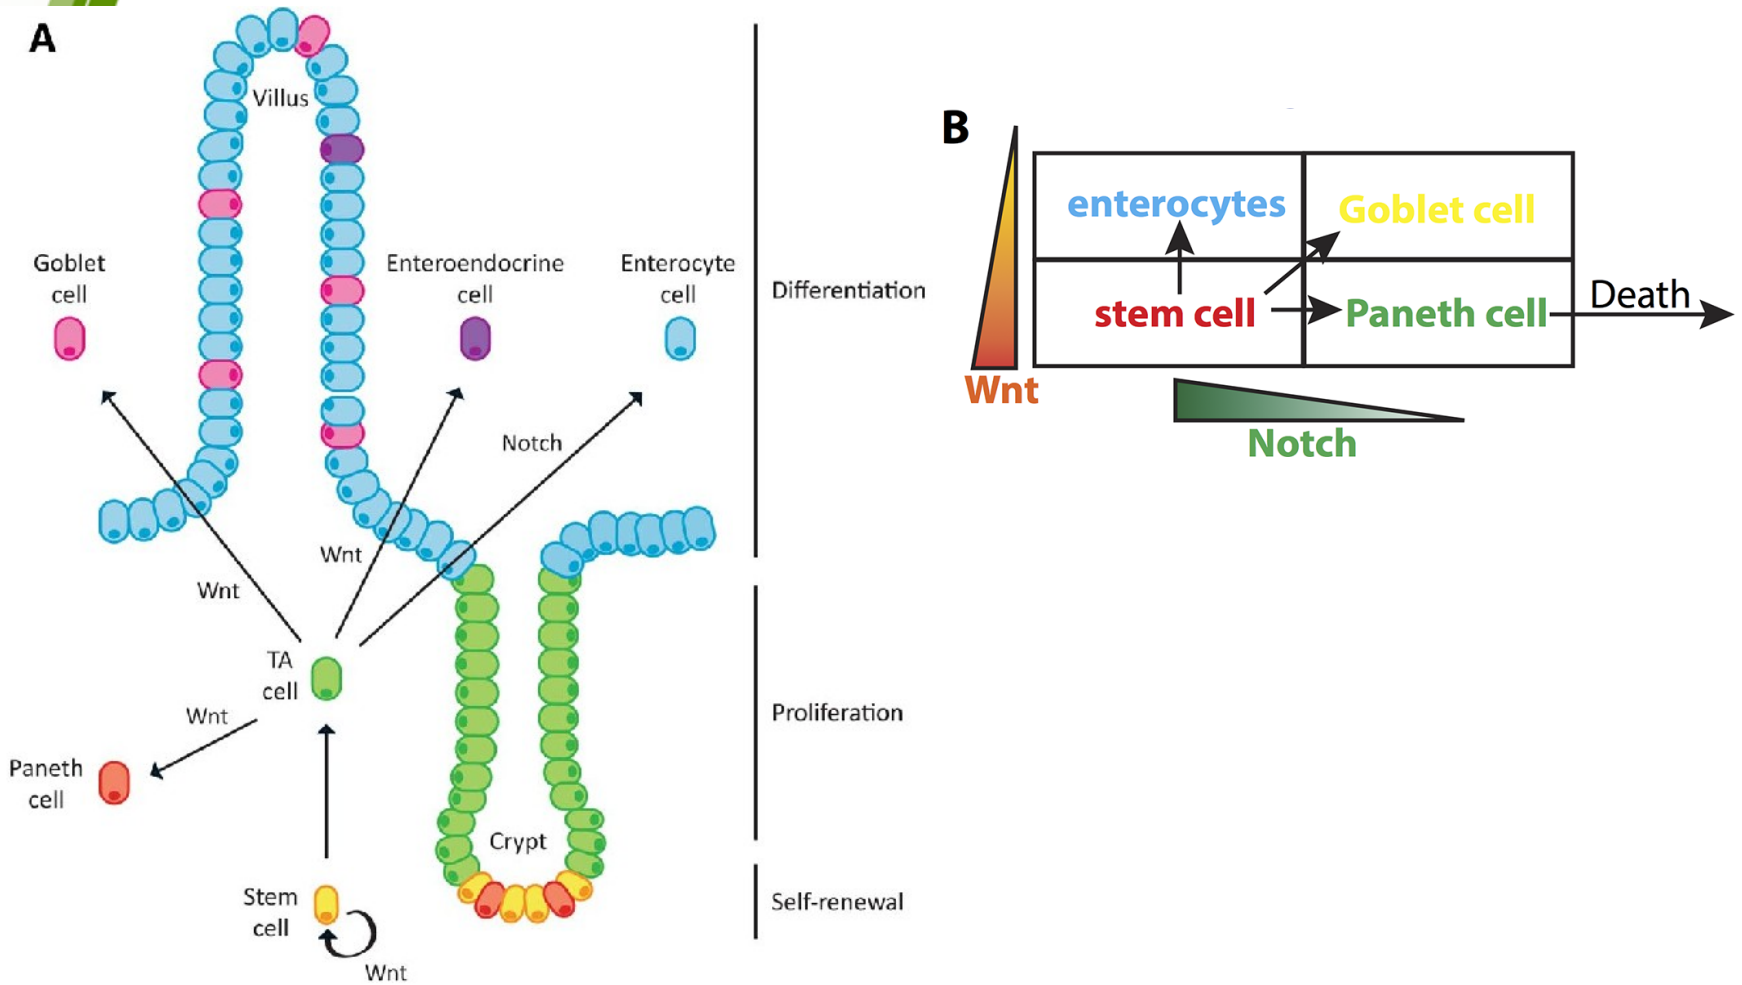 A
Villus
Goblet
cell
Enteroendocrine
cell
Enterocyte
cell
Differentiation
Notch
Wnt
Wnt
TA
cell
Wnt
Proliferation
Paneth
cell
Crypt
Stem
cell
Self-renewal
Wnt
B
enterocytes
Goblet cell
stem cell
Paneth cell
Death
Wnt
Notch